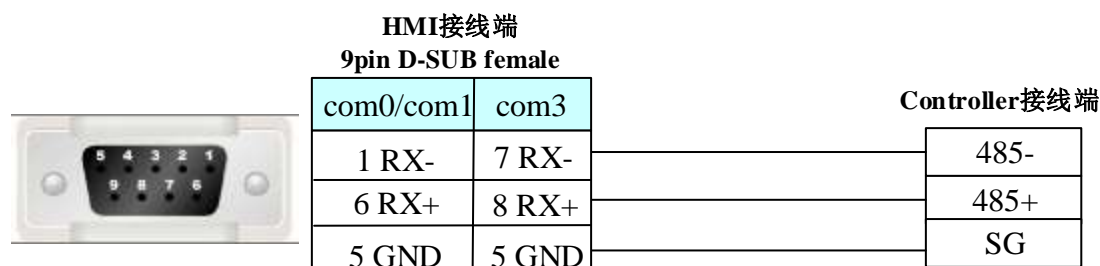 HMI接线端
9pin D-SUB female
com0/com1 com3
Controller接线端
5 4 3 2 1
9 8 7 6
1 RX- 7 RX- 485-
6 RX+ 8 RX+ 485+
5 GND 5 GND SG